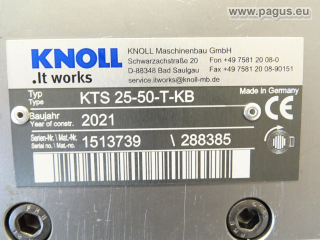 www.pagus.eu
KNOLL
.It works
KNOLL Maschinenbau GmbH
Schwarzachstraße 20 Fon +49 7581 20 08-0
D-88348 Bad Saulgau Fax +49 7581 20 08-90151
service.itworks@knoll-mb.de
Typ
Type KTS 25-50-T-KB Made in Germany
CE
Baujahr
Year of constr. 2021
Serien-Nr. \ Mat.-Nr.
Serial no. \ Mat.-no. 1513739 \ 288385